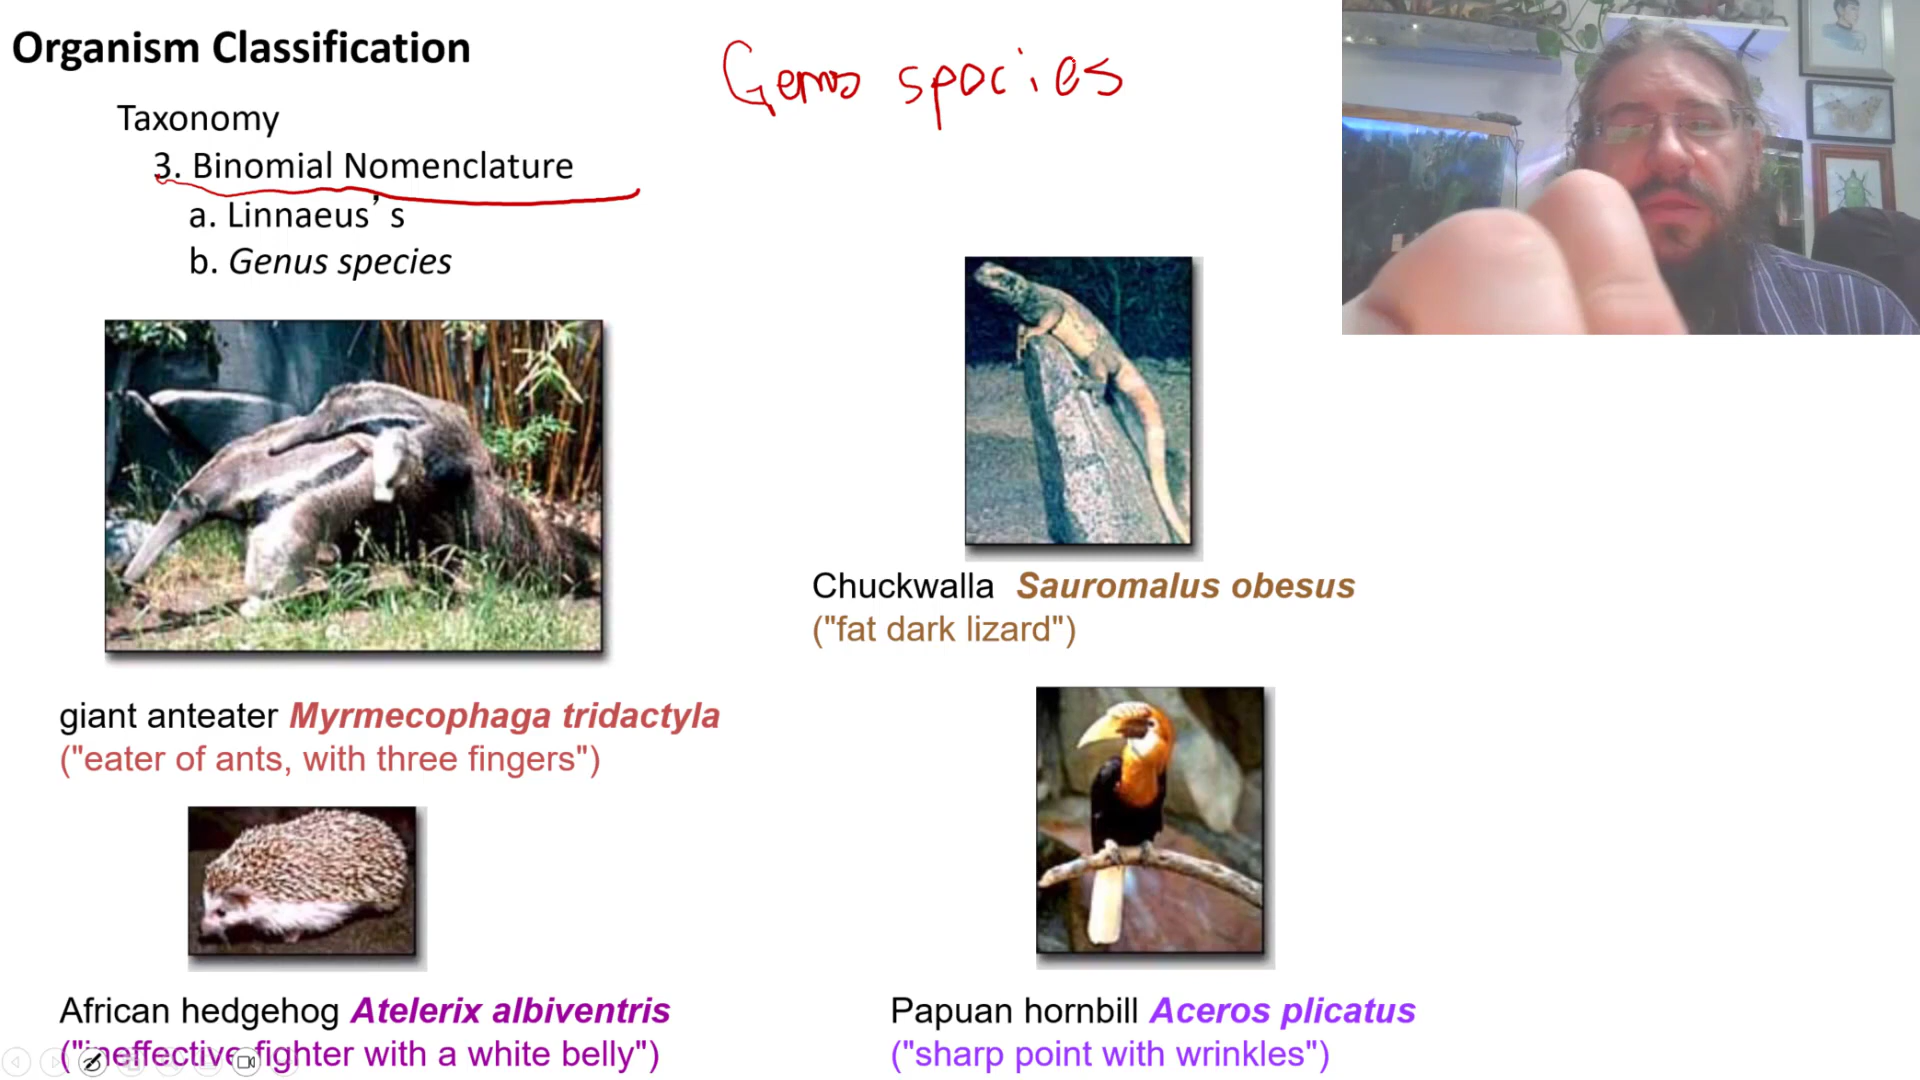 Organism Classification
Genus species
Taxonomy
3. Binomial Nomenclature
a. Linnaeus’ s
b. Genus species
giant anteater Myrmecophaga tridactyla
("eater of ants, with three fingers")
Chuckwalla Sauromalus obesus
("fat dark lizard")
African hedgehog Atelerix albiventris
("ineffective fighter with a white belly")
Papuan hornbill Aceros plicatus
("sharp point with wrinkles")